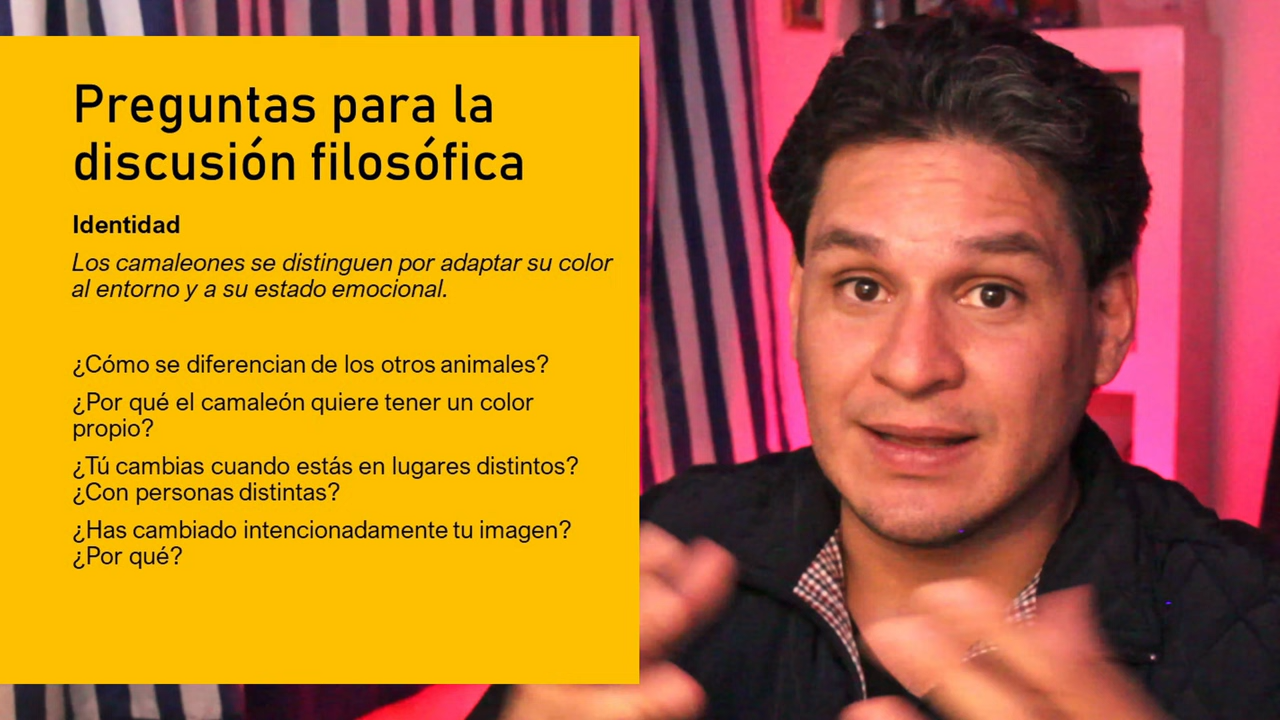 Preguntas para la
discusión filosófica
Identidad
Los camaleones se distinguen por adaptar su color
al entorno y a su estado emocional.
¿Cómo se diferencian de los otros animales?
¿Por qué el camaleón quiere tener un color
propio?
¿Tú cambias cuando estás en lugares distintos?
¿Con personas distintas?
¿Has cambiado intencionadamente tu imagen?
¿Por qué?